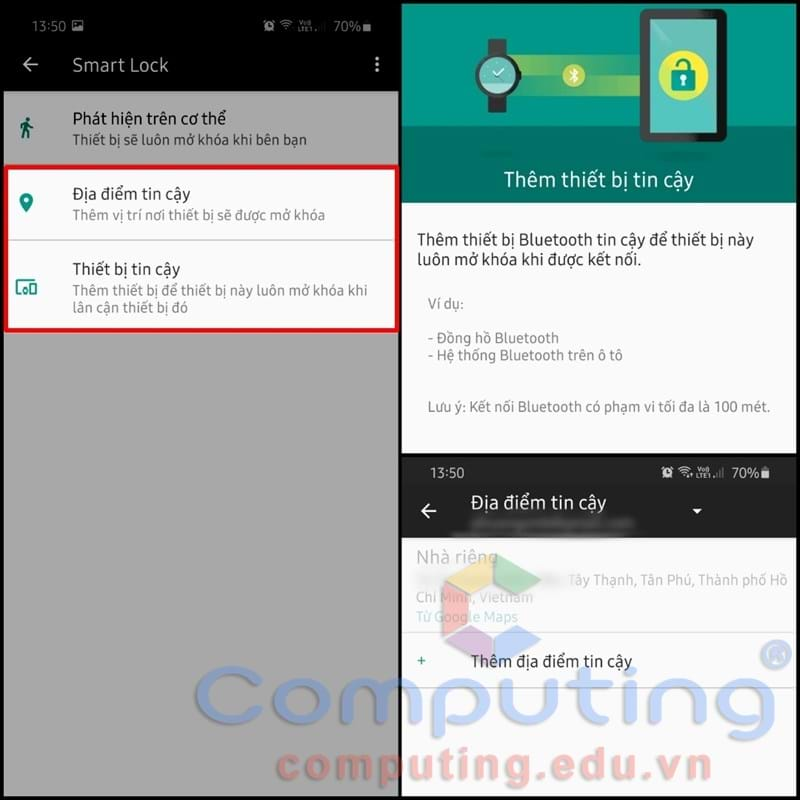 13:50
70%
Smart Lock
Phát hiện trên cơ thể
Thiết bị sẽ luôn mở khóa khi bên bạn
Địa điểm tin cậy
Thêm vị trí nơi thiết bị sẽ được mở khóa
Thiết bị tin cậy
Thêm thiết bị để thiết bị này luôn mở khóa khi
lân cận thiết bị đó
Thêm thiết bị tin cậy
Thêm thiết bị Bluetooth tin cậy để thiết bị này
luôn mở khóa khi được kết nối.
Ví dụ:
- Đồng hồ Bluetooth
- Hệ thống Bluetooth trên ô tô
Lưu ý: Kết nối Bluetooth có phạm vi tối đa là 100 mét.
13:50
70%
Địa điểm tin cậy
Nhà riêng
Tây Thạnh, Tân Phú, Thành phố Hồ
Chí Minh, Vietnam
Từ Google Maps
+ Thêm địa điểm tin cậy
Computing ®
computing.edu.vn